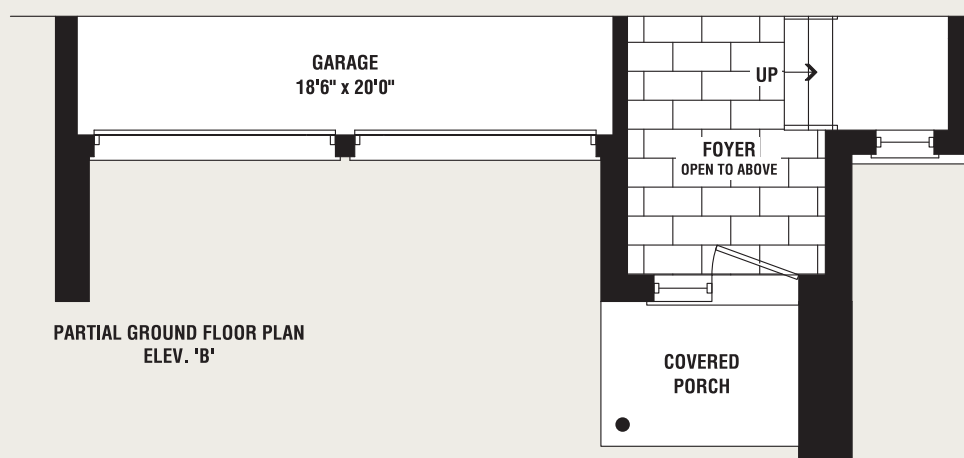 GARAGE
18'6" x 20'0"
UP
FOYER
OPEN TO ABOVE
PARTIAL GROUND FLOOR PLAN
ELEV. 'B'
COVERED
PORCH